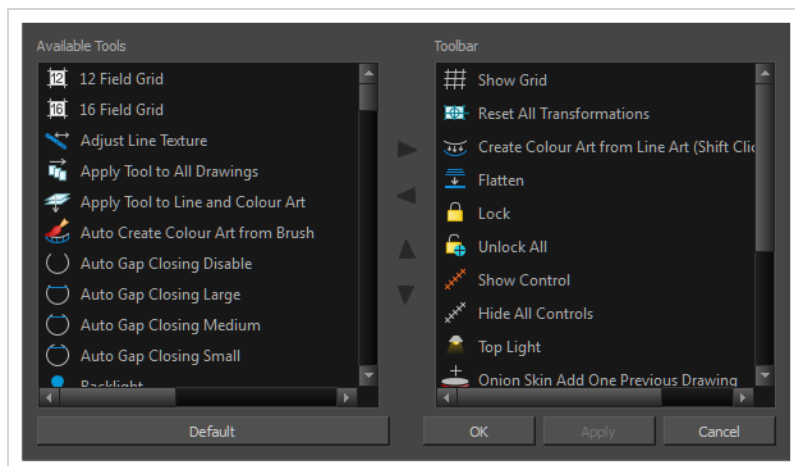 Available Tools
12 12 Field Grid
16 16 Field Grid
Adjust Line Texture
Apply Tool to All Drawings
Apply Tool to Line and Colour Art
Auto Create Colour Art from Brush
Auto Gap Closing Disable
Auto Gap Closing Large
Auto Gap Closing Medium
Auto Gap Closing Small
Backlight
Default
Toolbar
Show Grid
Reset All Transformations
Create Colour Art from Line Art (Shift Clic
Flatten
Lock
Unlock All
Show Control
Hide All Controls
Top Light
Onion Skin Add One Previous Drawing
OK
Apply
Cancel